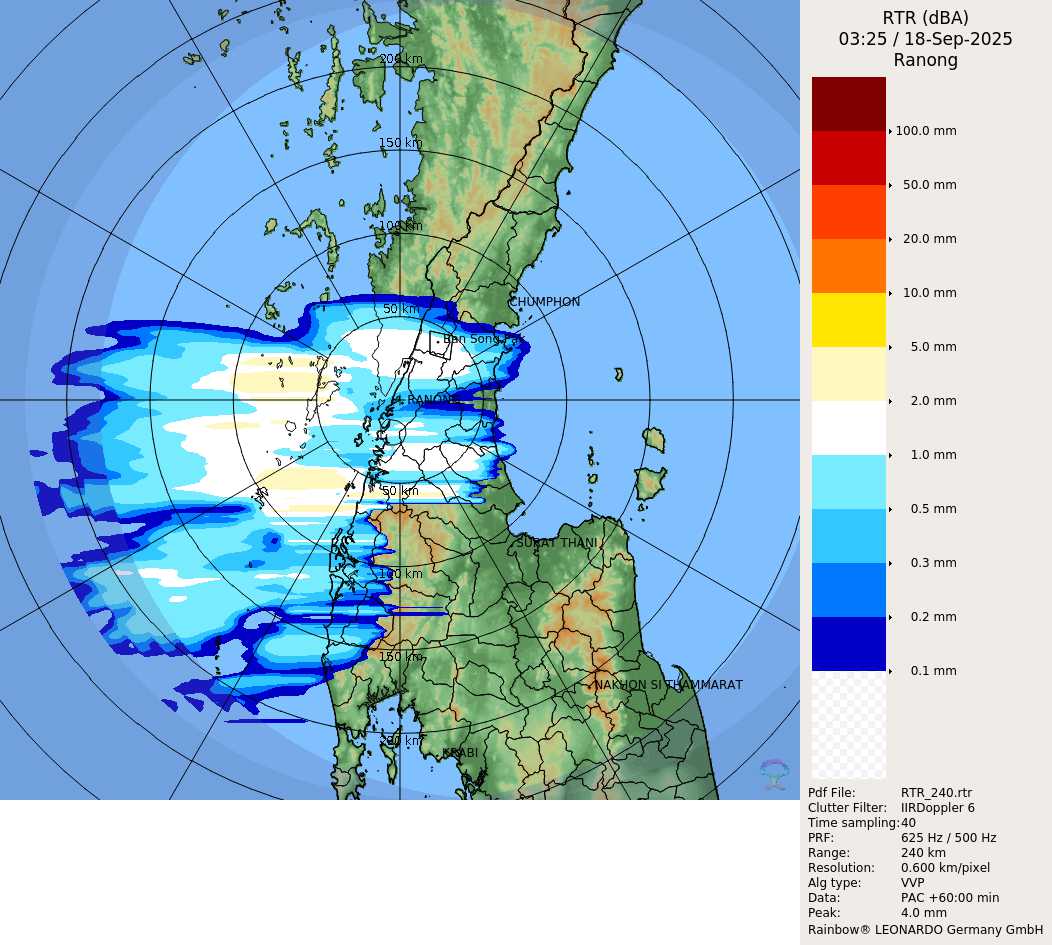 RTR (dBA)
03:25 / 18-Sep-2025
Ranong
200 km
150 km
100 km
50 km
CHUMPHON
RANONG
50 km
SURAT THANI
100 km
150 km
NAKHON SI THAMMARAT
200 km
KRABI
100.0 mm
50.0 mm
20.0 mm
10.0 mm
5.0 mm
2.0 mm
1.0 mm
0.5 mm
0.3 mm
0.2 mm
0.1 mm
Pdf File: RTR_240.rtr
Clutter Filter: IIRDoppler 6
Time sampling:40
PRF: 625 Hz / 500 Hz
Range: 240 km
Resolution: 0.600 km/pixel
Alg type: VVP
Data: PAC +60:00 min
Peak: 4.0 mm
Rainbow® LEONARDO Germany GmbH